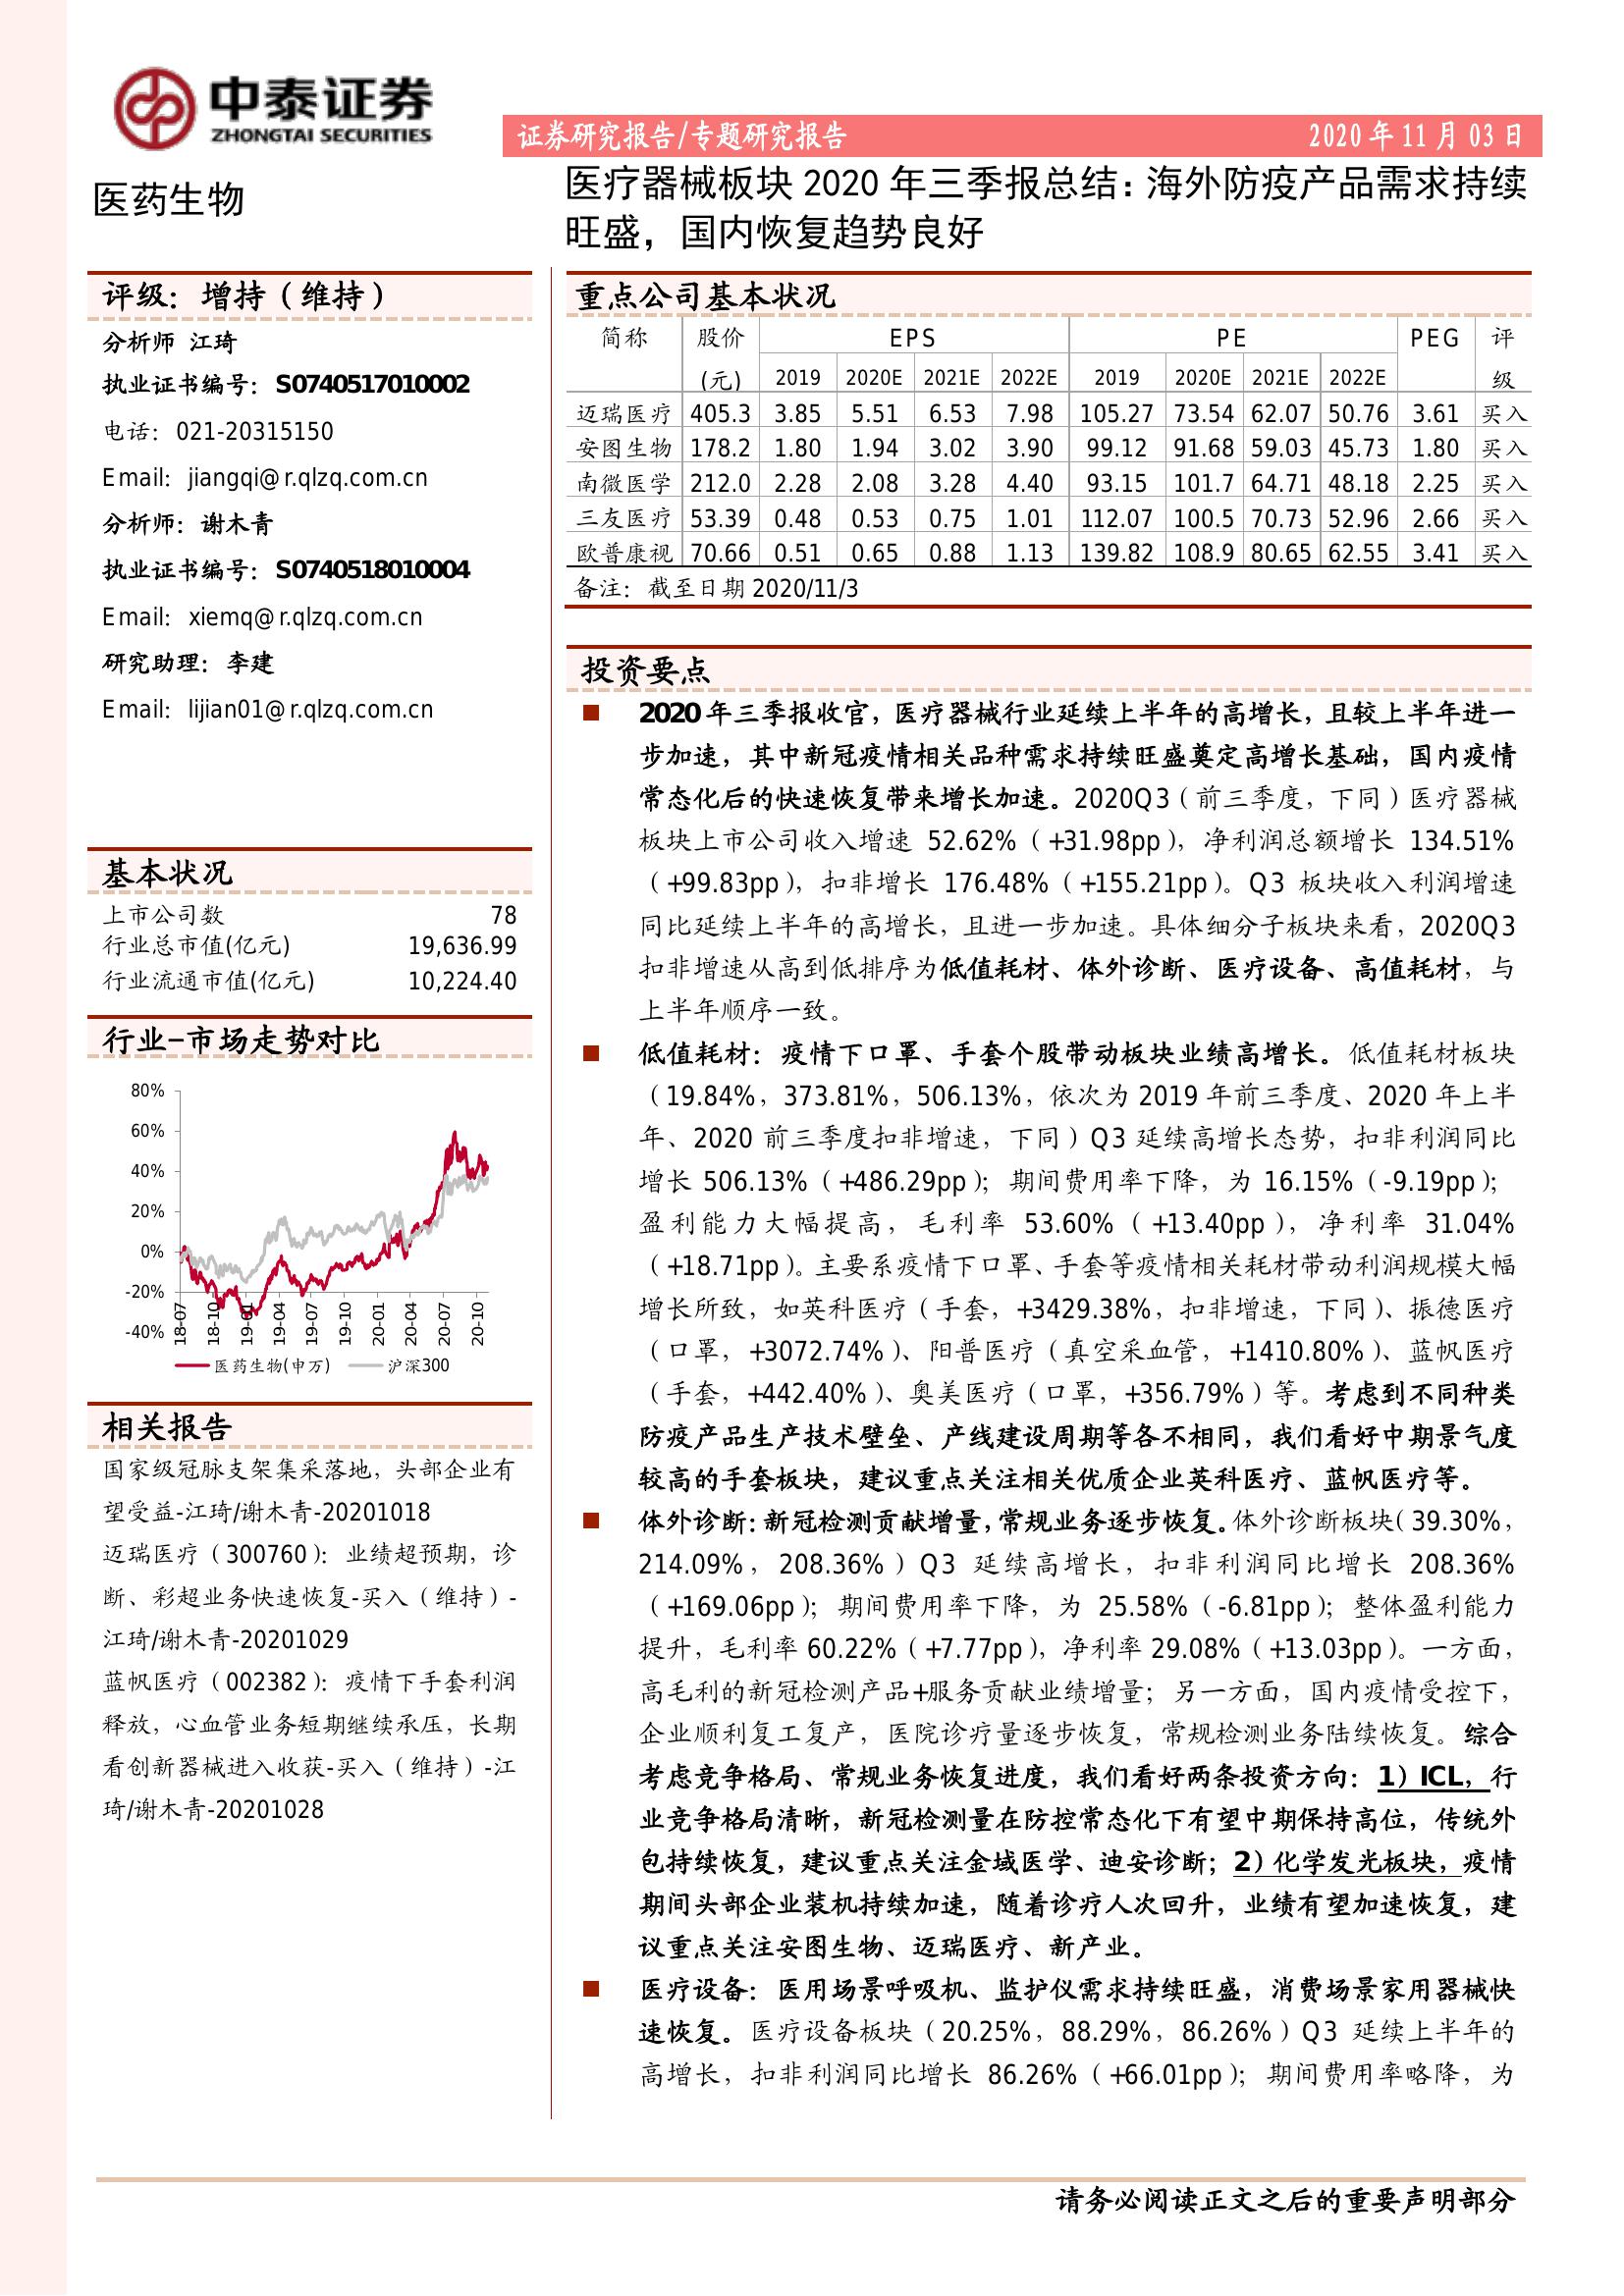 中泰证券
ZHONGTAI SECURITIES
证券研究报告/专题研究报告 2020 年 11 月 03 日
医药生物
医疗器械板块 2020 年三季报总结：海外防疫产品需求持续
旺盛，国内恢复趋势良好
评级：增持（维持）
分析师 江琦
执业证书编号：S0740517010002
电话：021-20315150
Email：jiangqi@r.qlzq.com.cn
分析师：谢木青
执业证书编号：S0740518010004
Email：xiemq@r.qlzq.com.cn
研究助理：李建
Email：lijian01@r.qlzq.com.cn
基本状况
上市公司数 78
行业总市值(亿元) 19,636.99
行业流通市值(亿元) 10,224.40
行业-市场走势对比
80%
60%
40%
20%
0%
-20%
-40%
18-07 18-10 19-01 19-04 19-07 19-10 20-01 20-04 20-07 20-10
医药生物(申万) 沪深300
相关报告
国家级冠脉支架集采落地，头部企业有
望受益-江琦/谢木青-20201018
迈瑞医疗（300760）：业绩超预期，诊
断、彩超业务快速恢复-买入（维持）-
江琦/谢木青-20201029
蓝帆医疗（002382）：疫情下手套利润
释放，心血管业务短期继续承压，长期
看创新器械进入收获-买入（维持）-江
琦/谢木青-20201028
重点公司基本状况
简称 股价 EPS PE PEG 评
(元) 2019 2020E 2021E 2022E 2019 2020E 2021E 2022E 级
迈瑞医疗 405.3 3.85 5.51 6.53 7.98 105.27 73.54 62.07 50.76 3.61 买入
安图生物 178.2 1.80 1.94 3.02 3.90 99.12 91.68 59.03 45.73 1.80 买入
南微医学 212.0 2.28 2.08 3.28 4.40 93.15 101.7 64.71 48.18 2.25 买入
三友医疗 53.39 0.48 0.53 0.75 1.01 112.07 100.5 70.73 52.96 2.66 买入
欧普康视 70.66 0.51 0.65 0.88 1.13 139.82 108.9 80.65 62.55 3.41 买入
备注：截至日期 2020/11/3
投资要点
2020 年三季报收官，医疗器械行业延续上半年的高增长，且较上半年进一
步加速，其中新冠疫情相关品种需求持续旺盛奠定高增长基础，国内疫情
常态化后的快速恢复带来增长加速。2020Q3（前三季度，下同）医疗器械
板块上市公司收入增速 52.62%（+31.98pp），净利润总额增长 134.51%
（+99.83pp），扣非增长 176.48%（+155.21pp）。Q3 板块收入利润增速
同比延续上半年的高增长，且进一步加速。具体细分子板块来看，2020Q3
扣非增速从高到低排序为低值耗材、体外诊断、医疗设备、高值耗材，与
上半年顺序一致。
低值耗材：疫情下口罩、手套个股带动板块业绩高增长。低值耗材板块
（19.84%，373.81%，506.13%，依次为 2019 年前三季度、2020 年上半
年、2020 前三季度扣非增速，下同）Q3 延续高增长态势，扣非利润同比
增长 506.13%（+486.29pp）；期间费用率下降，为 16.15%（-9.19pp）；
盈利能力大幅提高，毛利率 53.60%（+13.40pp），净利率 31.04%
（+18.71pp）。主要系疫情下口罩、手套等疫情相关耗材带动利润规模大幅
增长所致，如英科医疗（手套，+3429.38%，扣非增速，下同）、振德医疗
（口罩，+3072.74%）、阳普医疗（真空采血管，+1410.80%）、蓝帆医疗
（手套，+442.40%）、奥美医疗（口罩，+356.79%）等。考虑到不同种类
防疫产品生产技术壁垒、产线建设周期等各不相同，我们看好中期景气度
较高的手套板块，建议重点关注相关优质企业英科医疗、蓝帆医疗等。
体外诊断：新冠检测贡献增量，常规业务逐步恢复。体外诊断板块（39.30%，
214.09%，208.36%）Q3 延续高增长，扣非利润同比增长 208.36%
（+169.06pp）；期间费用率下降，为 25.58%（-6.81pp）；整体盈利能力
提升，毛利率 60.22%（+7.77pp），净利率 29.08%（+13.03pp）。一方面，
高毛利的新冠检测产品+服务贡献业绩增量；另一方面，国内疫情受控下，
企业顺利复工复产，医院诊疗量逐步恢复，常规检测业务陆续恢复。综合
考虑竞争格局、常规业务恢复进度，我们看好两条投资方向：1）ICL，行
业竞争格局清晰，新冠检测量在防控常态化下有望中期保持高位，传统外
包持续恢复，建议重点关注金域医学、迪安诊断；2）化学发光板块，疫情
期间头部企业装机持续加速，随着诊疗人次回升，业绩有望加速恢复，建
议重点关注安图生物、迈瑞医疗、新产业。
医疗设备：医用场景呼吸机、监护仪需求持续旺盛，消费场景家用器械快
速恢复。医疗设备板块（20.25%，88.29%，86.26%）Q3 延续上半年的
高增长，扣非利润同比增长 86.26%（+66.01pp）；期间费用率略降，为
请务必阅读正文之后的重要声明部分